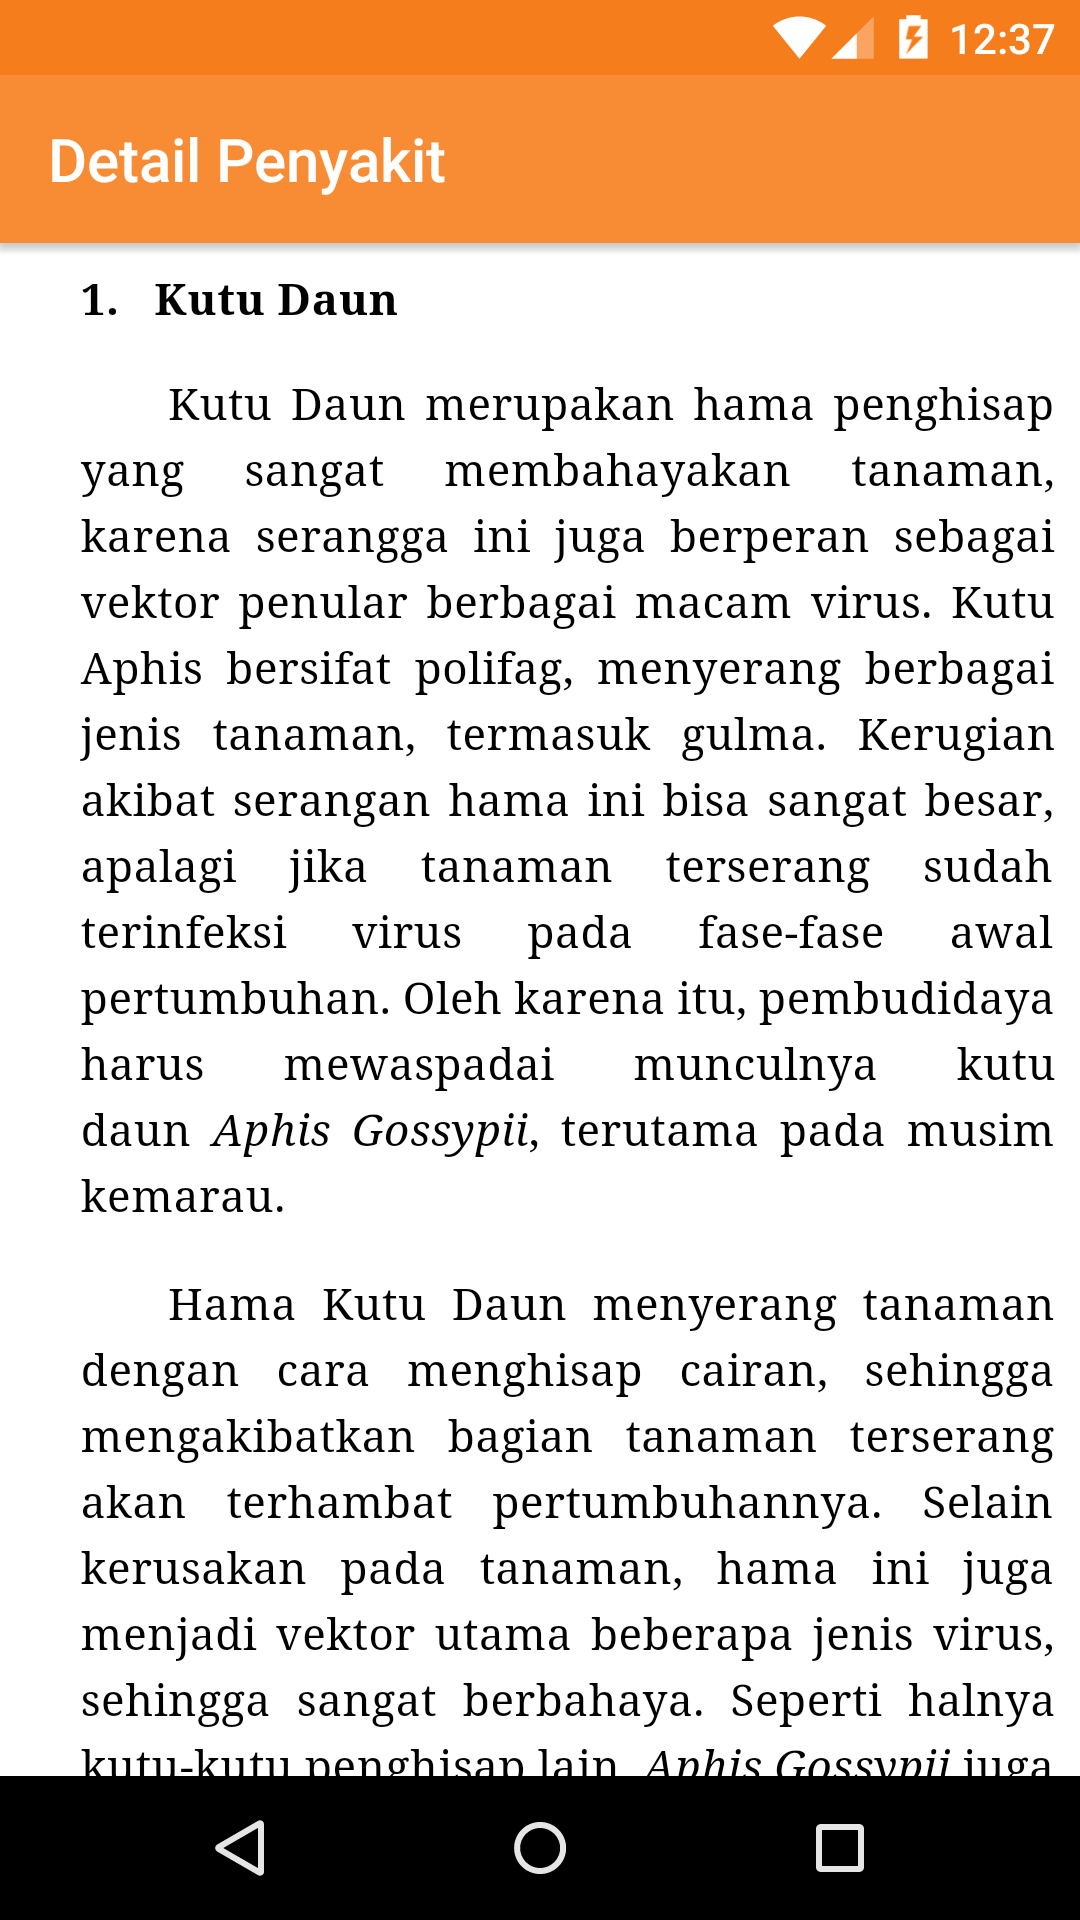 12:37
Detail Penyakit
1. Kutu Daun
Kutu Daun merupakan hama penghisap
yang sangat membahayakan tanaman,
karena serangga ini juga berperan sebagai
vektor penular berbagai macam virus. Kutu
Aphis bersifat polifag, menyerang berbagai
jenis tanaman, termasuk gulma. Kerugian
akibat serangan hama ini bisa sangat besar,
apalagi jika tanaman terserang sudah
terinfeksi virus pada fase-fase awal
pertumbuhan. Oleh karena itu, pembudidaya
harus mewaspadai munculnya kutu
daun Aphis Gossypii, terutama pada musim
kemarau.
Hama Kutu Daun menyerang tanaman
dengan cara menghisap cairan, sehingga
mengakibatkan bagian tanaman terserang
akan terhambat pertumbuhannya. Selain
kerusakan pada tanaman, hama ini juga
menjadi vektor utama beberapa jenis virus,
sehingga sangat berbahaya. Seperti halnya
kutu-kutu penghisap lain, Aphis Gossypii juga